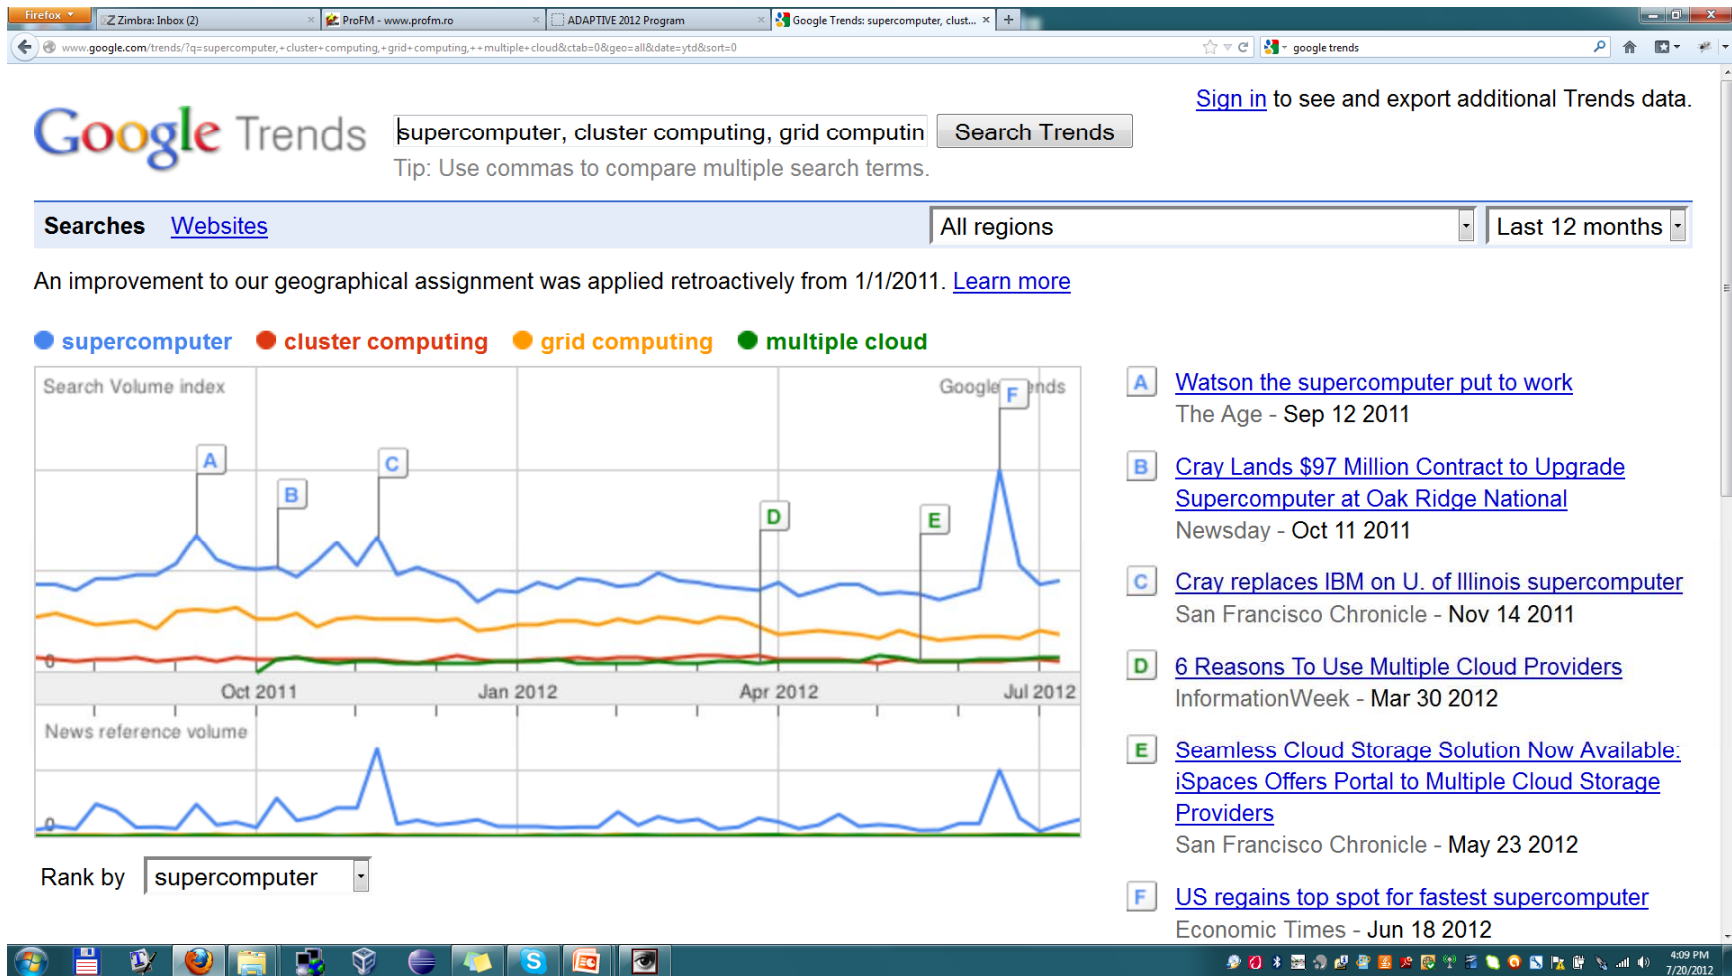 Firefox
Zimbra: Inbox (2)
ProFM - www.profm.ro
ADAPTIVE 2012 Program
Google Trends: supercomputer, clust...
www.google.com/trends/?q=supercomputer,+cluster+computing,+grid+computing,++multiple+cloud&ctab=0&geo=all&date=ytd&sort=0
google trends
Sign in to see and export additional Trends data.
Google Trends
supercomputer, cluster computing, grid computin
Search Trends
Tip: Use commas to compare multiple search terms.
Searches Websites
All regions
Last 12 months
An improvement to our geographical assignment was applied retroactively from 1/1/2011. Learn more
supercomputer cluster computing grid computing multiple cloud
Search Volume index
Google
ends
F
A
B
C
D
E
0
Oct 2011 Jan 2012 Apr 2012 Jul 2012
News reference volume
0
Rank by supercomputer
A Watson the supercomputer put to work
The Age - Sep 12 2011
B Cray Lands $97 Million Contract to Upgrade
Supercomputer at Oak Ridge National
Newsday - Oct 11 2011
C Cray replaces IBM on U. of Illinois supercomputer
San Francisco Chronicle - Nov 14 2011
D 6 Reasons To Use Multiple Cloud Providers
InformationWeek - Mar 30 2012
E Seamless Cloud Storage Solution Now Available:
iSpaces Offers Portal to Multiple Cloud Storage
Providers
San Francisco Chronicle - May 23 2012
F US regains top spot for fastest supercomputer
Economic Times - Jun 18 2012
4:09 PM
7/20/2012